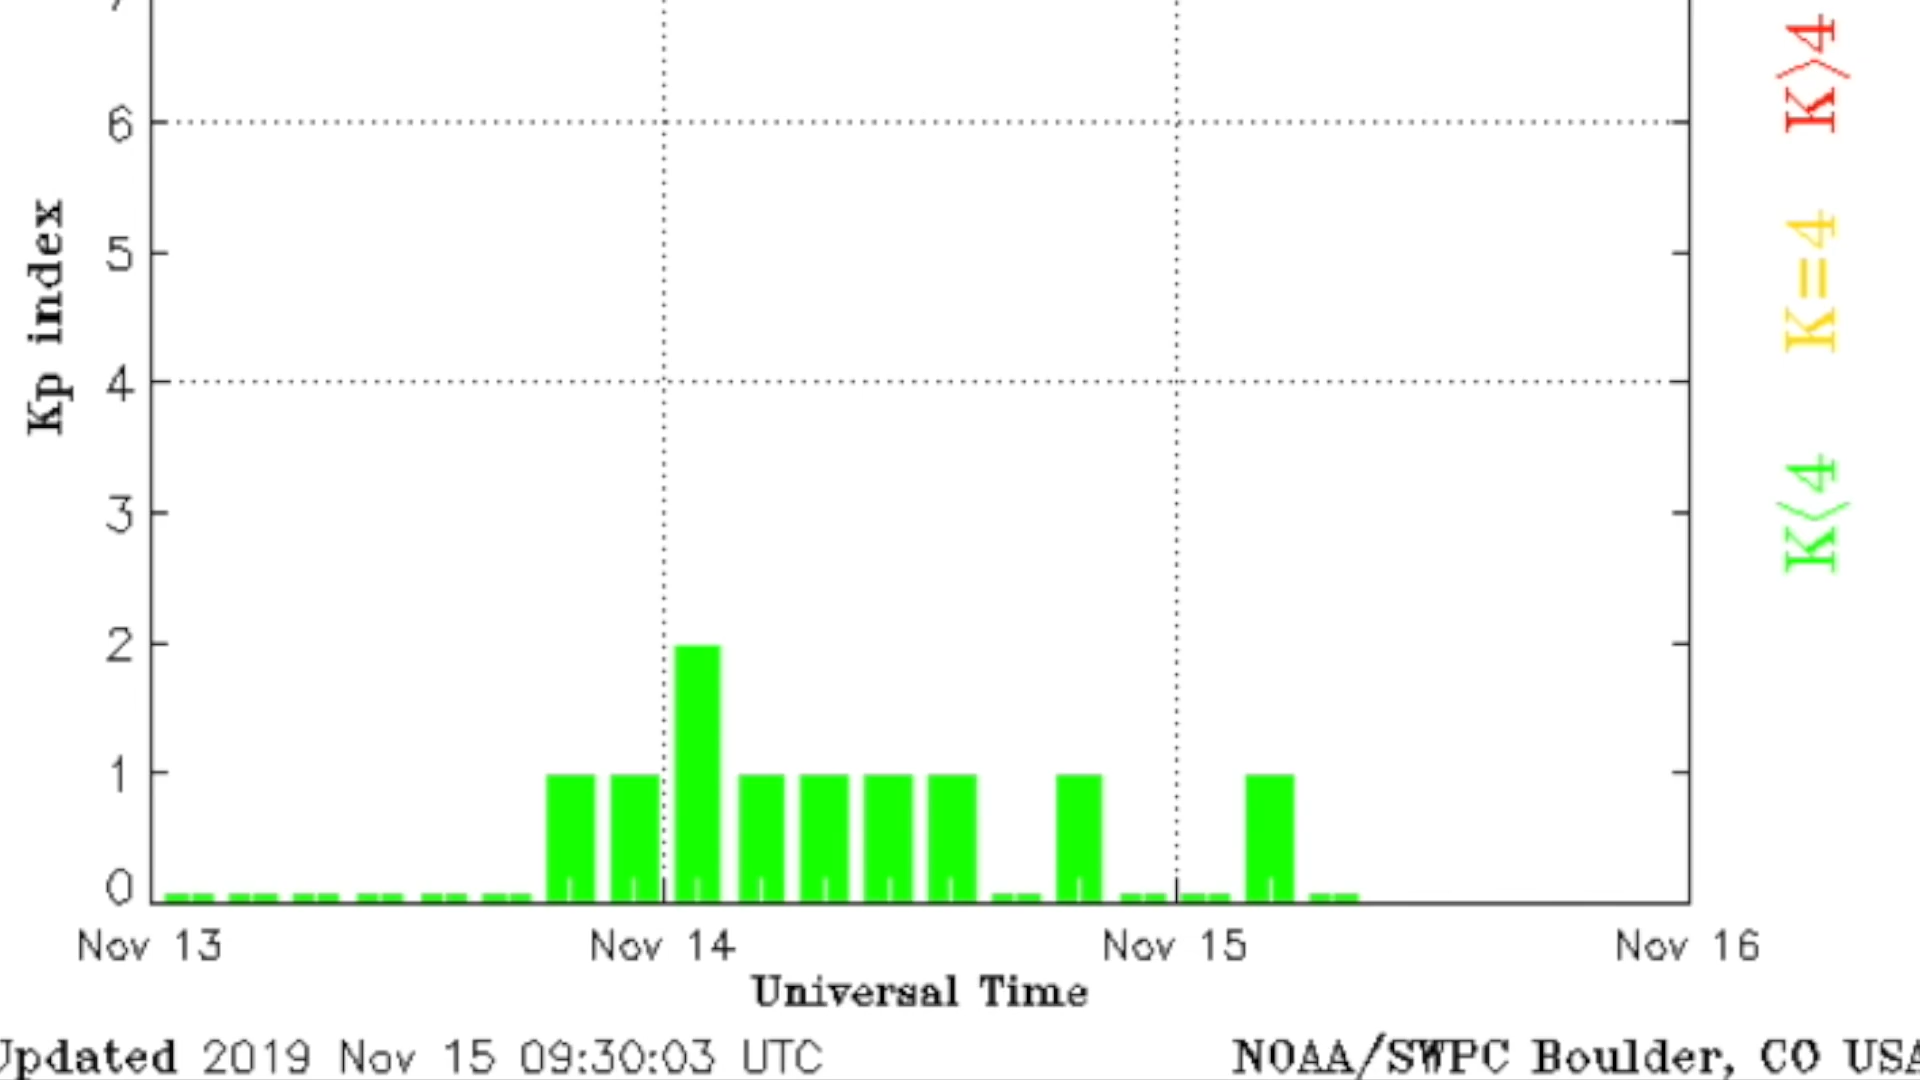 7
6
5
4
3
2
1
0
Kp index
K>4
K=4
K<4
Nov 13 Nov 14 Nov 15 Nov 16
Universal Time
Updated 2019 Nov 15 09:30:03 UTC
NOAA/SWPC Boulder, CO USA